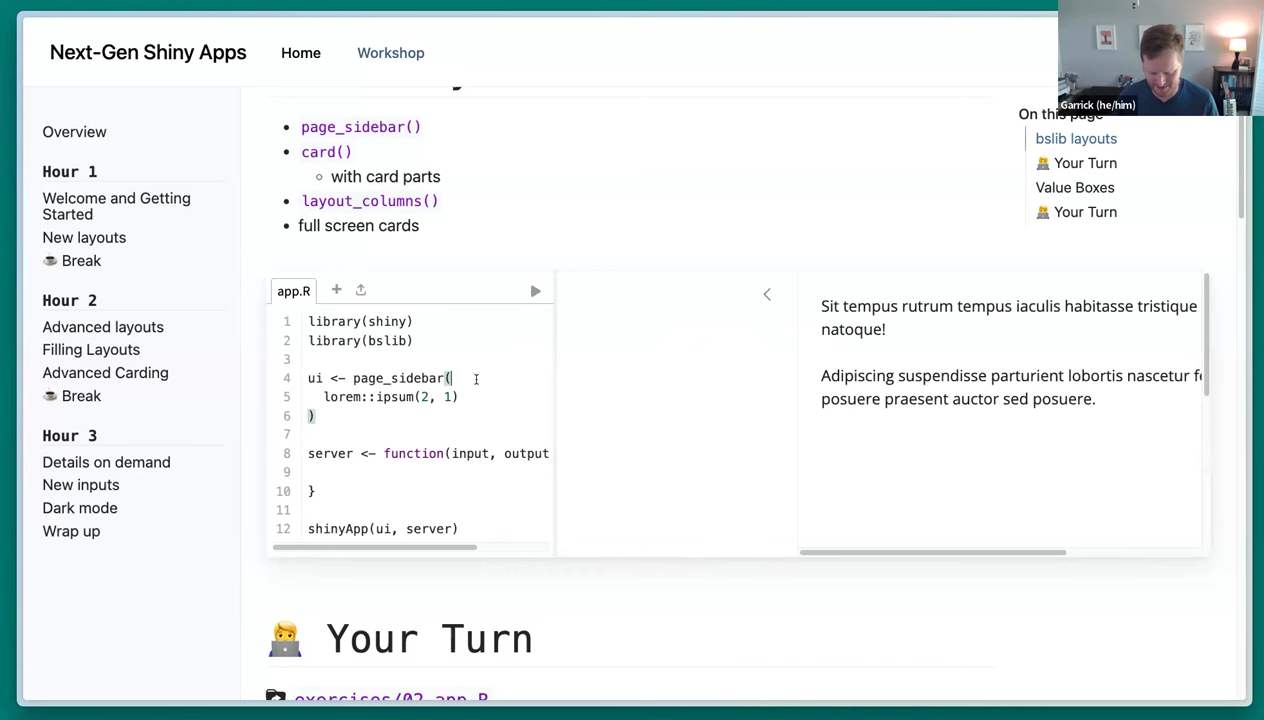 Next-Gen Shiny Apps
Home
Workshop
Garrick (he/him)
Overview
Hour 1
Welcome and Getting
Started
New layouts
☕ Break
Hour 2
Advanced layouts
Filling Layouts
Advanced Carding
☕ Break
Hour 3
Details on demand
New inputs
Dark mode
Wrap up
page_sidebar()
card()
with card parts
layout_columns()
full screen cards
On this page
bslib layouts
🧑‍💻 Your Turn
Value Boxes
🧑‍💻 Your Turn
app.R
1 library(shiny)
2 library(bslib)
3
4 ui <- page_sidebar(
5 lorem::ipsum(2, 1)
6 )
7
8 server <- function(input, output
9
10 }
11
12 shinyApp(ui, server)
Sit tempus rutrum tempus iaculis habitasse tristique
natoque!
Adipiscing suspendisse parturient lobortis nascetur
posuere praesent auctor sed posuere.
🧑‍💻 Your Turn
exercises/02_app.R